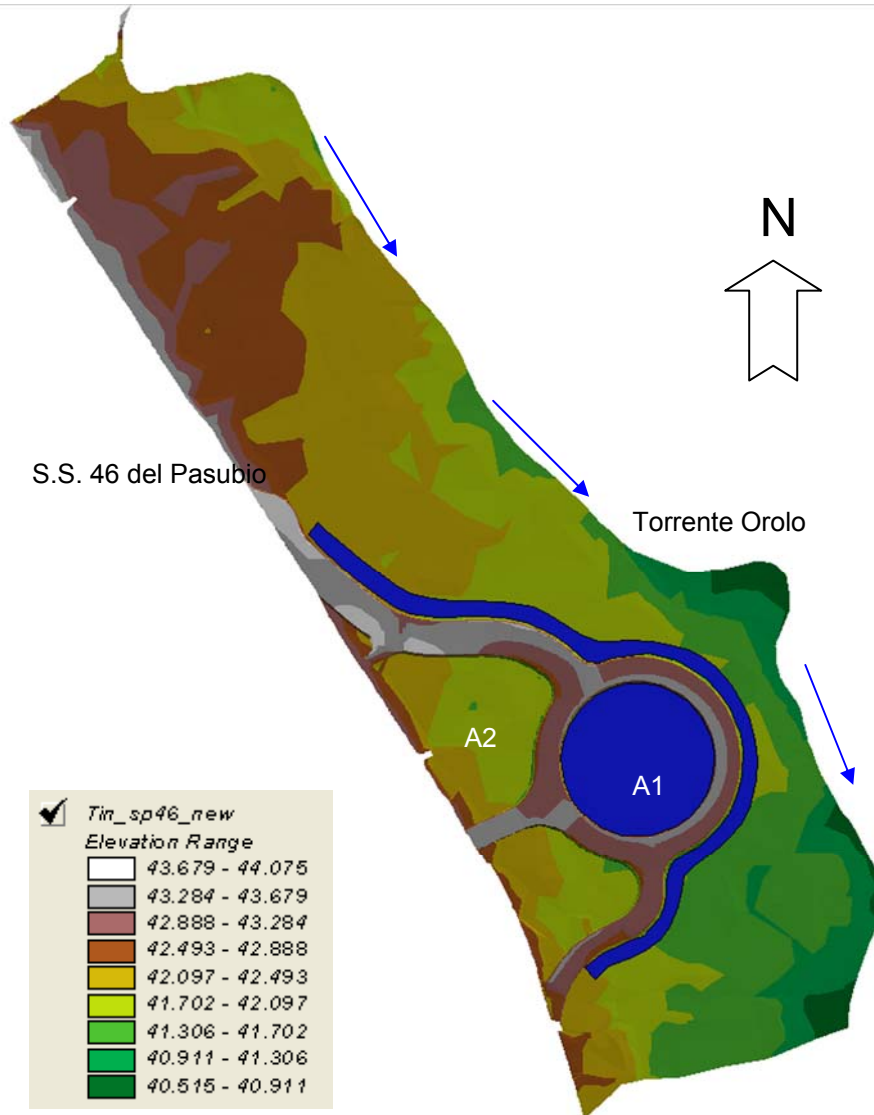 N
S.S. 46 del Pasubio
Torrente Orolo
A2
A1
Tin_sp46_new
Elevation Range
43.679 - 44.075
43.284 - 43.679
42.888 - 43.284
42.493 - 42.888
42.097 - 42.493
41.702 - 42.097
41.306 - 41.702
40.911 - 41.306
40.515 - 40.911